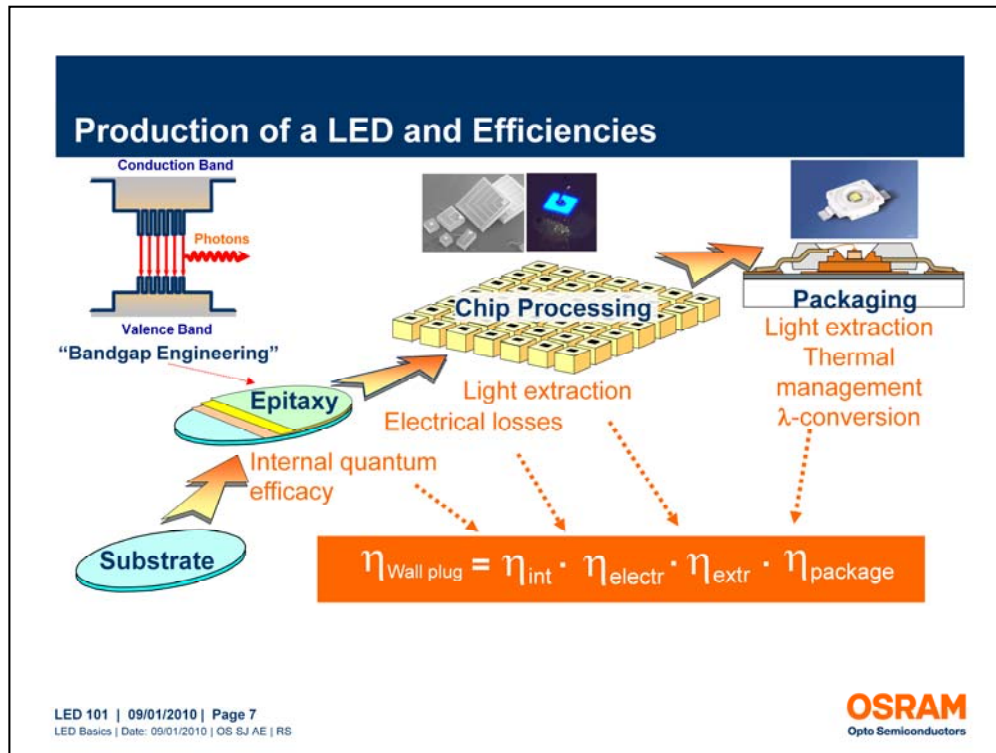 Production of a LED and Efficiencies
Conduction Band
Photons
Valence Band
“Bandgap Engineering”
Epitaxy
Internal quantum
efficacy
Substrate
Chip Processing
Light extraction
Electrical losses
Packaging
Light extraction
Thermal
management
λ-conversion
ηWall plug = ηint · ηelectr · ηextr · ηpackage
LED 101 | 09/01/2010 | Page 7
LED Basics | Date: 09/01/2010 | OS SJ AE | RS
OSRAM
Opto Semiconductors